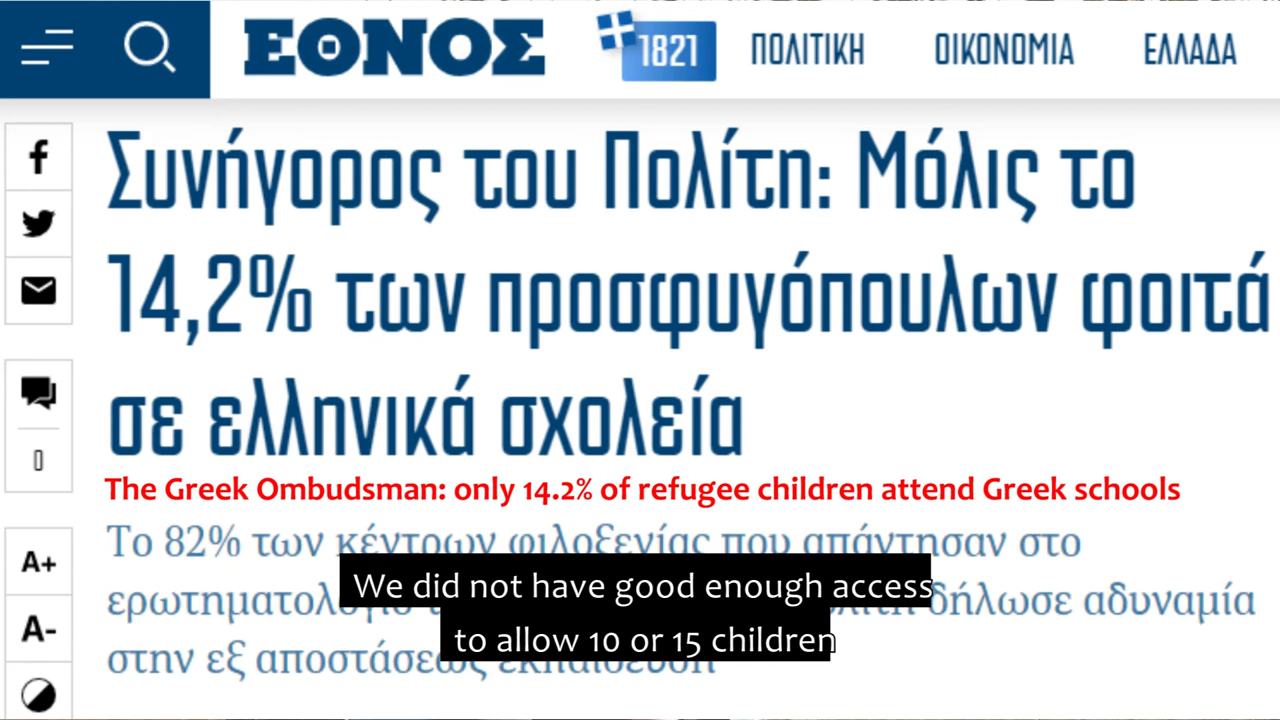 ΕΘΝΟΣ 1821 ΠΟΛΙΤΙΚΗ ΟΙΚΟΝΟΜΙΑ ΕΛΛΑΔΑ
Συνήγορος του Πολίτη: Μόλις το
14,2% των προσφυγόπουλων φοιτά
σε ελληνικά σχολεία
0
The Greek Ombudsman: only 14.2% of refugee children attend Greek schools
Το 82% των κέντρων φιλοξενίας που απάντησαν στο
A+
We did not have good enough access
δήλωσε αδυναμία
A-
to allow 10 or 15 children
στην εξ αποστάσεως εκπαίδευση